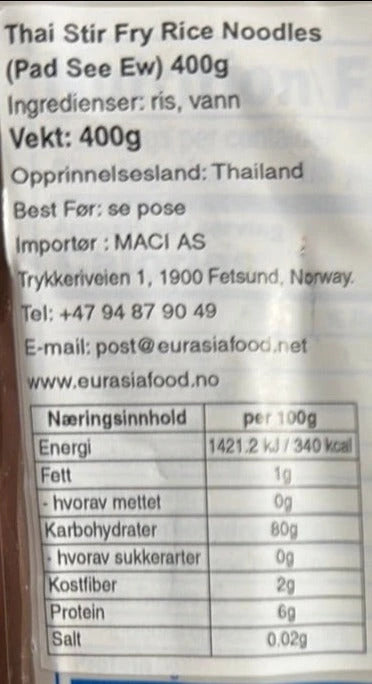 Thai Stir Fry Rice Noodles
(Pad See Ew) 400g
Ingredienser: ris, vann
Vekt: 400g
Opprinnelsesland: Thailand
Best Før: se pose
Importør : MACI AS
Trykkeriveien 1, 1900 Fetsund, Norway.
Tel: +47 94 87 90 49
E-mail: post@eurasiafood.net
www.eurasiafood.no
Næringsinnhold per 100g
Energi 1421.2 kJ / 340 kcal
Fett 1g
- hvorav mettet 0g
Karbohydrater 80g
- hvorav sukkerarter 0g
Kostfiber 2g
Protein 6g
Salt 0.02g